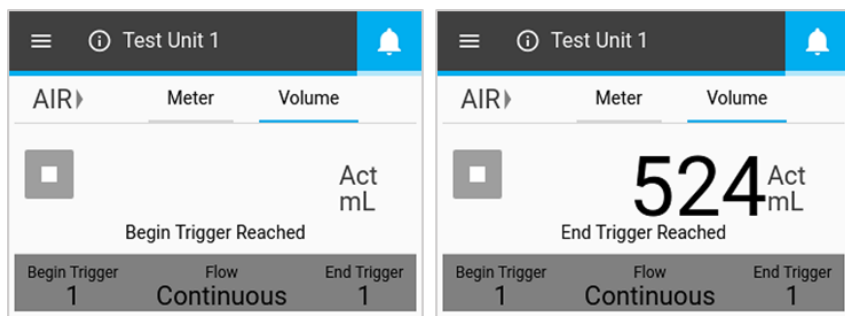 Test Unit 1
AIR
Meter
Volume
Act
mL
Begin Trigger Reached
Begin Trigger
Flow
End Trigger
1
Continuous
1
Test Unit 1
AIR
Meter
Volume
524
Act
mL
End Trigger Reached
Begin Trigger
Flow
End Trigger
1
Continuous
1